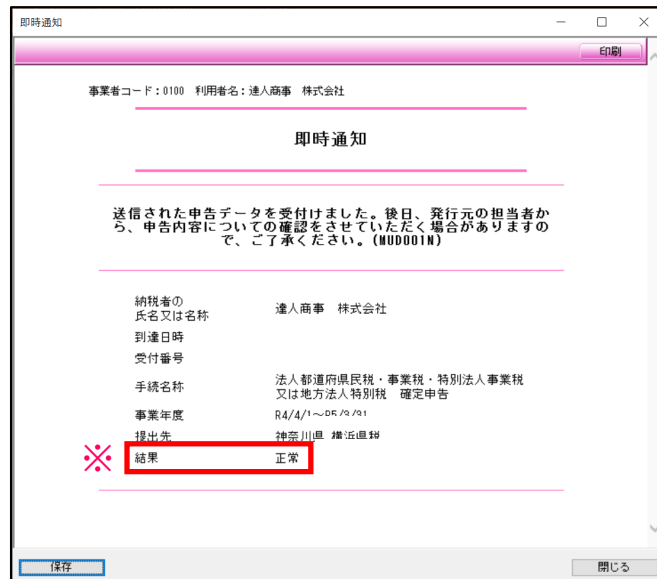 即時通知
印刷
事業者コード：0100　利用者名：達人商事　株式会社
即時通知
送信された申告データを受付けました。後日、発行元の担当者か
ら、申告内容についての確認をさせていただく場合がありますの
で、ご了承ください。(MUD001N)
納税者の
氏名又は名称
達人商事　株式会社
到達日時
受付番号
手続名称
法人都道府県民税・事業税・特別法人事業税
又は地方法人特別税　確定申告
事業年度
R4/4/1～R5/3/31
提出先
神奈川県 横浜県税
※
結果
正常
保存
閉じる